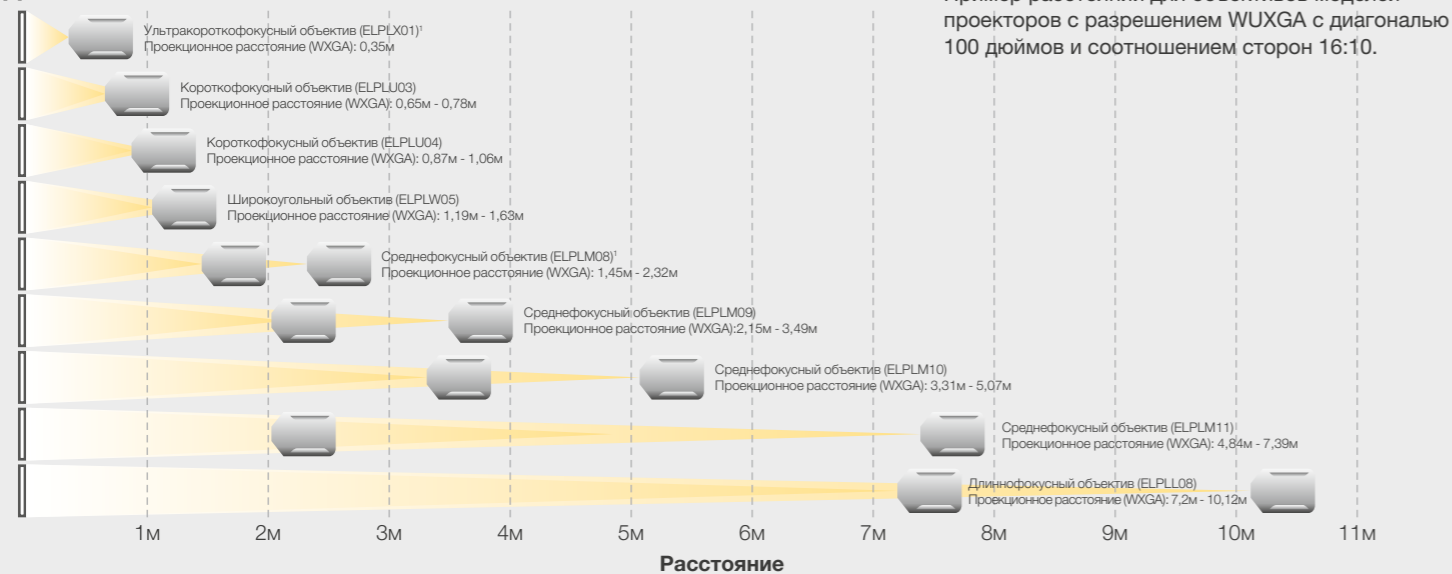 Пример расстояний для объективов моделей
проекторов с разрешением WUXGA с диагональю
100 дюймов и соотношением сторон 16:10.
Ультракороткофокусный объектив (ELPLX01)¹
Проекционное расстояние (WXGA): 0,35м
Короткофокусный объектив (ELPLU03)
Проекционное расстояние (WXGA): 0,65м - 0,78м
Короткофокусный объектив (ELPLU04)
Проекционное расстояние (WXGA): 0,87м - 1,06м
Широкоугольный объектив (ELPLW05)
Проекционное расстояние (WXGA): 1,19м - 1,63м
Среднефокусный объектив (ELPLM08)¹
Проекционное расстояние (WXGA): 1,45м - 2,32м
Среднефокусный объектив (ELPLM09)
Проекционное расстояние (WXGA):2,15м - 3,49м
Среднефокусный объектив (ELPLM10)
Проекционное расстояние (WXGA): 3,31м - 5,07м
Среднефокусный объектив (ELPLM11)
Проекционное расстояние (WXGA): 4,84м - 7,39м
Длиннофокусный объектив (ELPLL08)
Проекционное расстояние (WXGA): 7,2м - 10,12м
1м 2м 3м 4м 5м 6м 7м 8м 9м 10м 11м
Расстояние